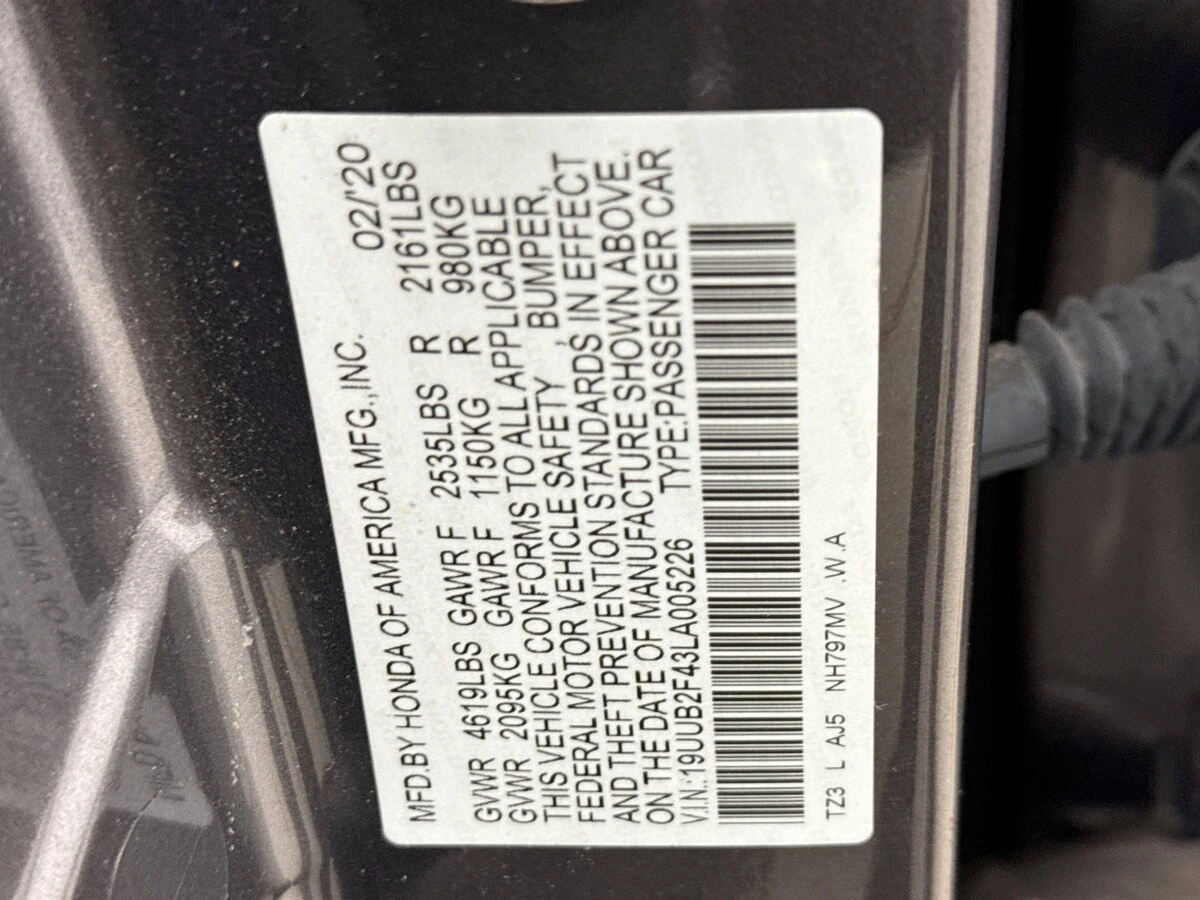 MFD.BY HONDA OF AMERICA MFG.,INC. 02/'20
GVWR 4619LBS GAWR F 2535LBS R 2161LBS
GVWR 2095KG GAWR F 1150KG R 980KG
THIS VEHICLE CONFORMS TO ALL APPLICABLE
FEDERAL MOTOR VEHICLE SAFETY , BUMPER,
AND THEFT PREVENTION STANDARDS IN EFFECT
ON THE DATE OF MANUFACTURE SHOWN ABOVE.
V.I.N.:19UUB2F43LA005226 TYPE:PASSENGER CAR
TZ3 L AJ5 NH797MV .W.A